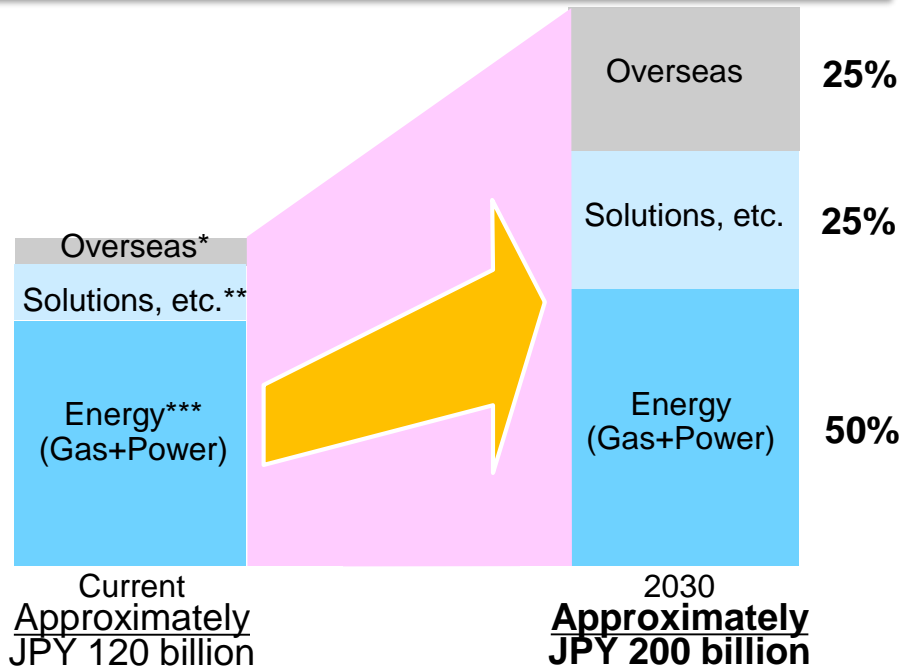 Overseas
25%
Solutions, etc.
25%
Overseas*
Solutions, etc.**
Energy***
(Gas+Power)
Energy
(Gas+Power)
50%
Current
Approximately
JPY 120 billion
2030
Approximately
JPY 200 billion